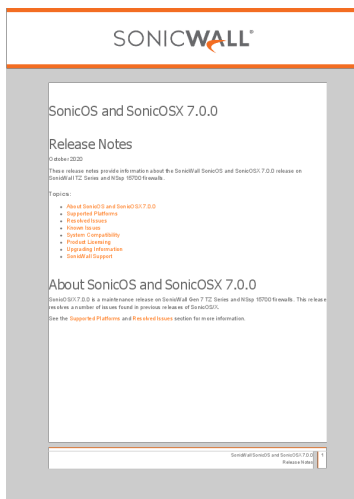 SONICWALL®
SonicOS and SonicOSX 7.0.0
Release Notes
October 2020
These release notes provide information about the SonicWall SonicOS and SonicOSX 7.0.0 release on
SonicWall TZ Series and NSsp 15700 firewalls.
Topics:
• About SonicOS and SonicOSX 7.0.0
• Supported Platforms
• Resolved Issues
• Known Issues
• System Compatibility
• Product Licensing
• Upgrading Information
• SonicWall Support
About SonicOS and SonicOSX 7.0.0
SonicOS/X 7.0.0 is a maintenance release on SonicWall Gen 7 TZ Series and NSsp 15700 firewalls. This release
resolves a number of issues found in previous releases of SonicOS/X.
See the Supported Platforms and Resolved Issues section for more information.
SonicWall SonicOS and SonicOSX 7.0.0 1
Release Notes